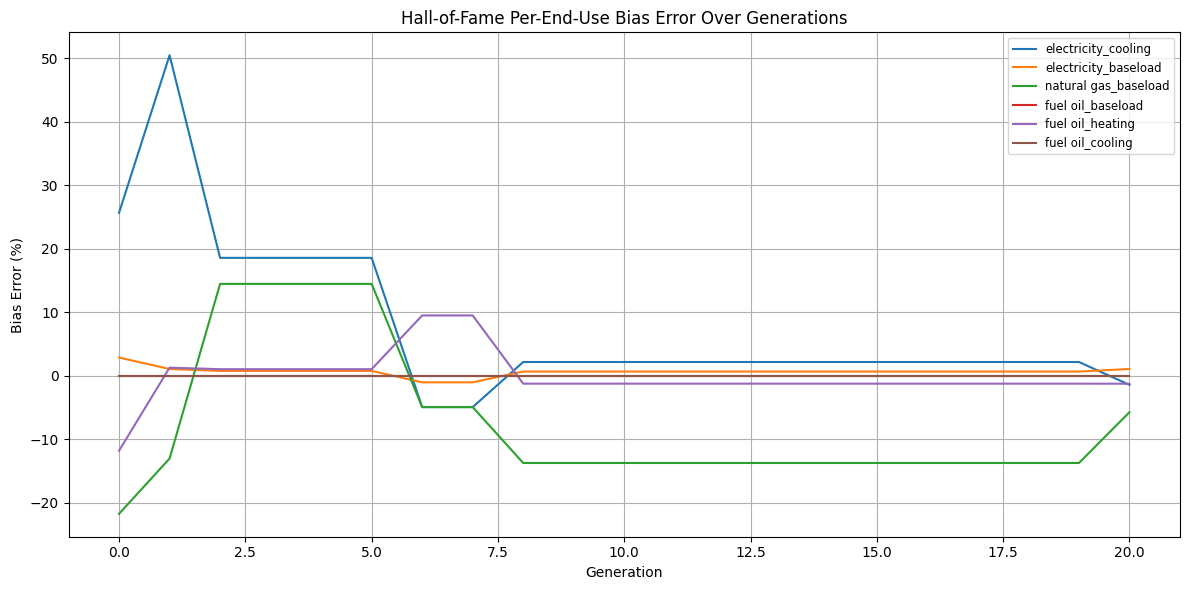 Hall-of-Fame Per-End-Use Bias Error Over Generations
electricity_cooling
electricity_baseload
natural gas_baseload
fuel oil_baseload
fuel oil_heating
fuel oil_cooling
Bias Error (%)
50
40
30
20
10
0
−10
−20
0.0
2.5
5.0
7.5
10.0
12.5
15.0
17.5
20.0
Generation